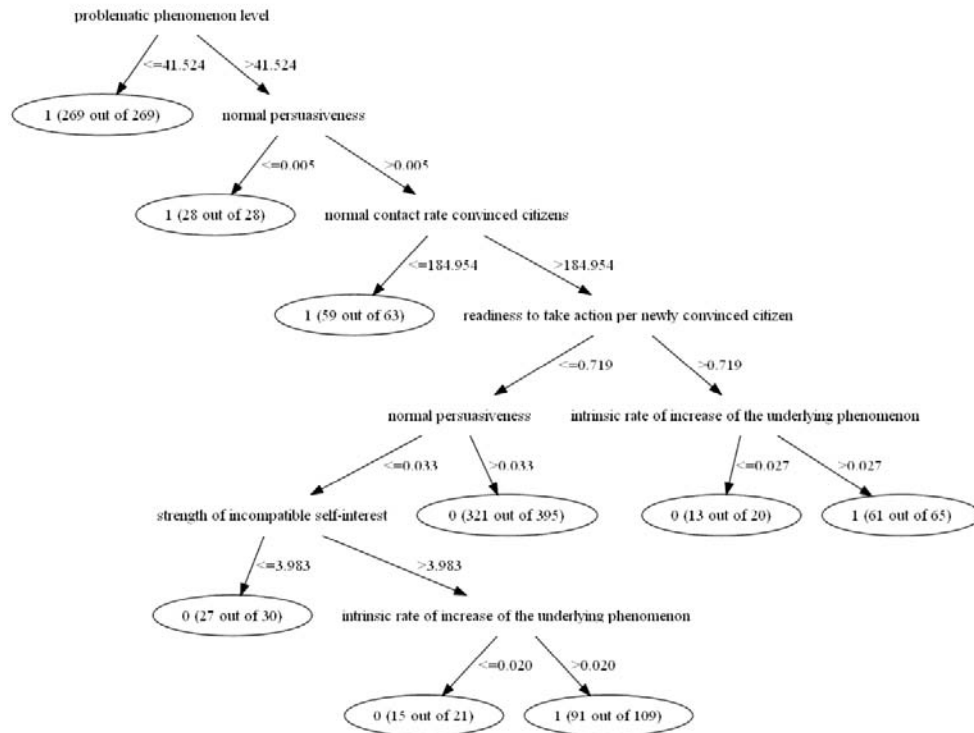 problematic phenomenon level
<=41.524 >41.524
1 (269 out of 269) normal persuasiveness
<=0.005 >0.005
1 (28 out of 28) normal contact rate convinced citizens
<=184.954 >184.954
1 (59 out of 63) readiness to take action per newly convinced citizen
<=0.719 >0.719
normal persuasiveness intrinsic rate of increase of the underlying phenomenon
<=0.033 >0.033 <=0.027 >0.027
strength of incompatible self-interest 0 (321 out of 395) 0 (13 out of 20) 1 (61 out of 65)
<=3.983 >3.983
0 (27 out of 30) intrinsic rate of increase of the underlying phenomenon
<=0.020 >0.020
0 (15 out of 21) 1 (91 out of 109)